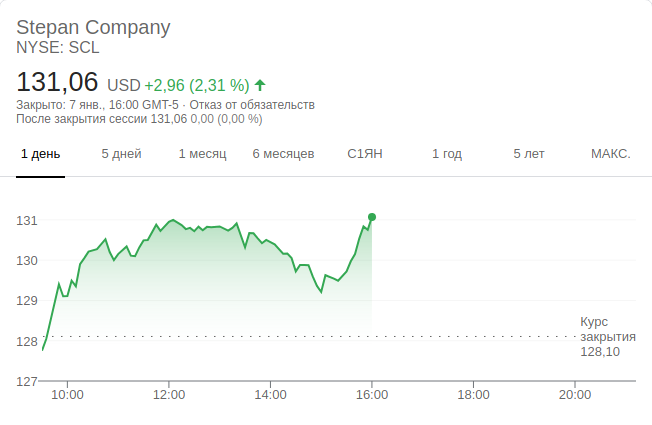 Stepan Company
NYSE: SCL
131,06 USD +2,96 (2,31 %)
Закрыто: 7 янв., 16:00 GMT-5 · Отказ от обязательств
После закрытия сессии 131,06 0,00 (0,00 %)
1 день 5 дней 1 месяц 6 месяцев С1ЯН 1 год 5 лет МАКС.
131
130
129
128
127
Курс
закрытия
128,10
10:00 12:00 14:00 16:00 18:00 20:00